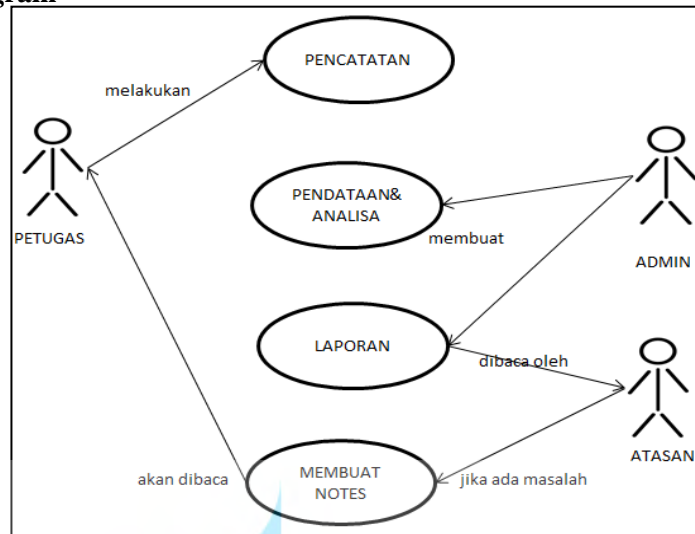 PENCATATAN
melakukan
PENDATAAN&
ANALISA
PETUGAS
membuat
ADMIN
LAPORAN
dibaca oleh
ATASAN
akan dibaca
MEMBUAT
NOTES
jika ada masalah